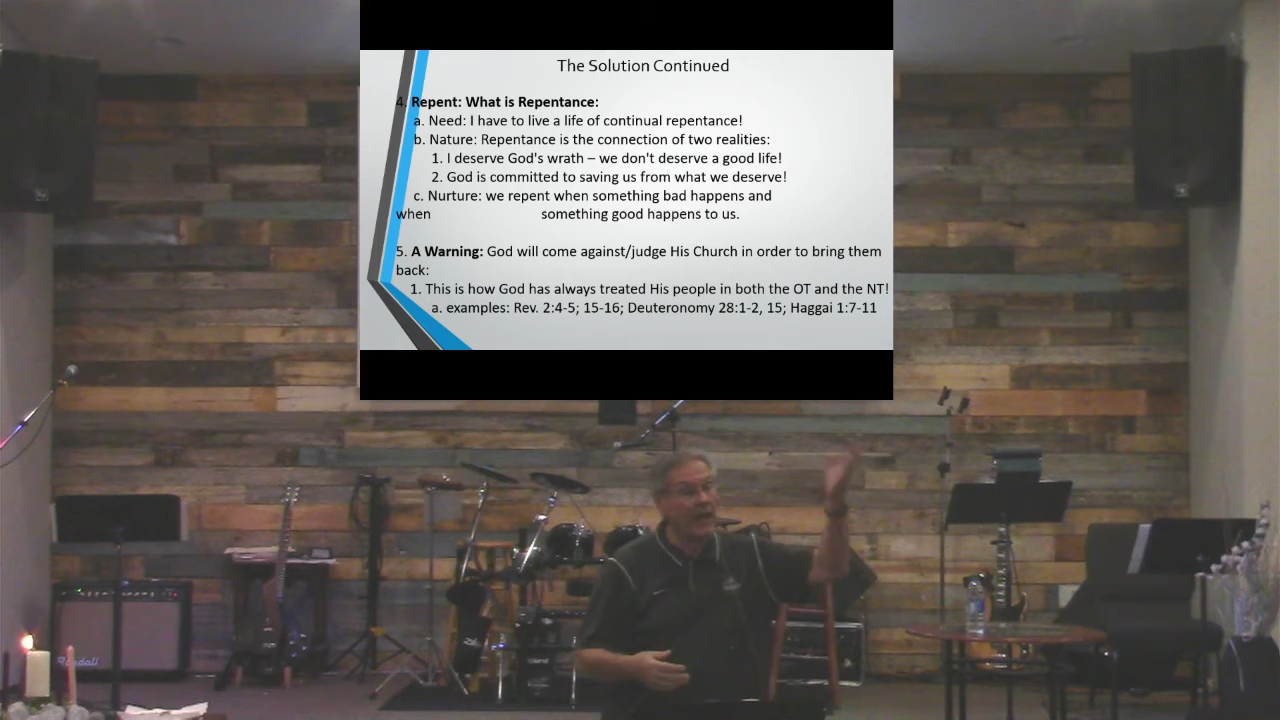 The Solution Continued
4. Repent: What is Repentance:
a. Need: I have to live a life of continual repentance!
b. Nature: Repentance is the connection of two realities:
1. I deserve God's wrath – we don't deserve a good life!
2. God is committed to saving us from what we deserve!
c. Nurture: we repent when something bad happens and
when something good happens to us.
5. A Warning: God will come against/judge His Church in order to bring them
back:
1. This is how God has always treated His people in both the OT and the NT!
a. examples: Rev. 2:4-5; 15-16; Deuteronomy 28:1-2, 15; Haggai 1:7-11
Randall